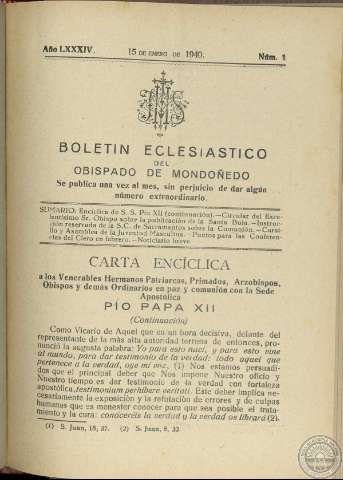 Año LXXXIV.
15 DE ENERO DE 1940.
Núm. 1
BOLETIN ECLESIASTICO
DEL
OBISPADO DE MONDOÑEDO
Se publica una vez al mes, sin perjuicio de dar algún
número extraordinario.
SUMARIO. Encíclica de S. S. Pío XII (continuación).—Circular del Exce-
lentísimo Sr. Obispo sobre la publicación de la Santa Bula.—Instruc-
ción reservada de la S.C. de Sacramentos sobre la Comunión.—Cursi-
llo y Asamblea de la Juventud Masculina.—Puntos para las Conferen-
cias del Clero en febrero.—Noticiario breve.
CARTA ENCÍCLICA
a los Venerables Hermanos Patriarcas, Primados, Arzobispos,
Obispos y demás Ordinarios en paz y comunión con la Sede
Apostólica
PÍO PAPA XII
(Continuación)
Como Vicario de Aquel que en un hora decisiva, delante del
representante de la más alta autoridad terrena de entonces, pro-
nunció la augusta palabra: Yo para esto nací, y para esto vine
al mundo, para dar testimonio de la verdad: todo aquel que
pertenece a la verdad, oye mi voz, (1) Nos estamos persuadi-
dos que el principal deber que Nos impone Nuestro oficio y
Nuestro tiempo es dar testimonio de la verdad con fortaleza
apostólica, testimonium perhibere veritati. Este deber implica ne-
cesariamente la exposición y la refutación de errores y de culpas
humanas que es menester conocer para que sea posible el trata-
miento y la cura: conoceréis la verdad y la verdad os librará (2).
(1) S. Juan, 18, 37. (2) S. Juan, 8, 32